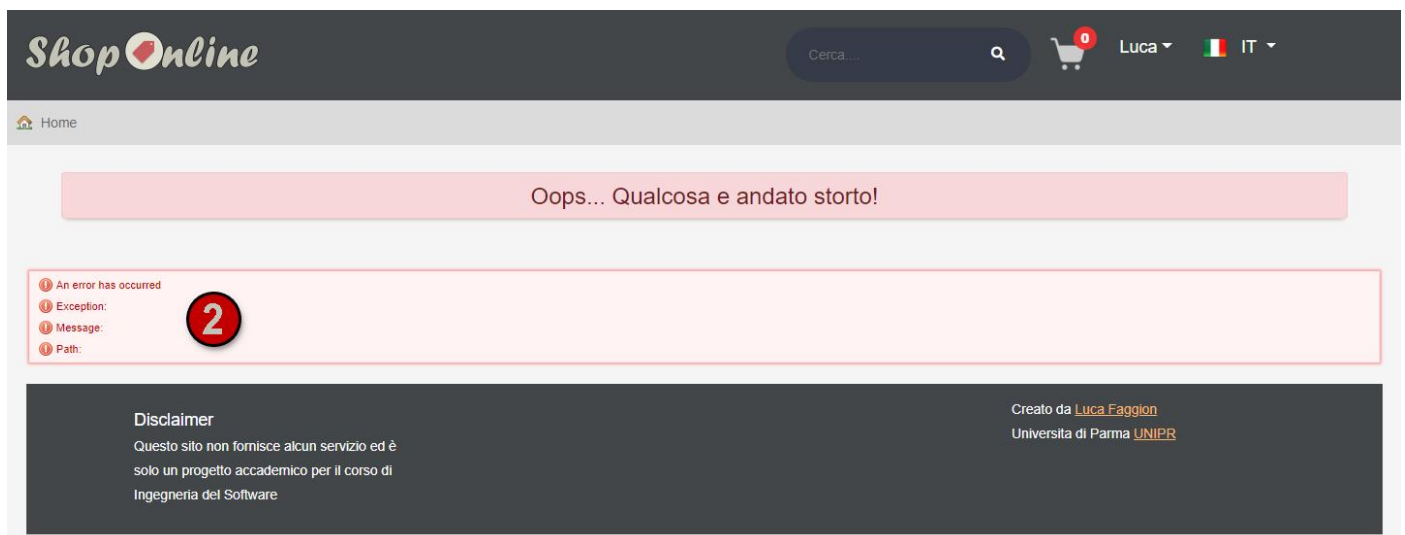 Shop Online
Cerca....
0
Luca
IT
Home
Oops... Qualcosa e andato storto!
An error has occurred
Exception:
Message:
Path:
2
Disclaimer
Questo sito non fornisce alcun servizio ed è
solo un progetto accademico per il corso di
Ingegneria del Software
Creato da Luca Faggion
Universita di Parma UNIPR